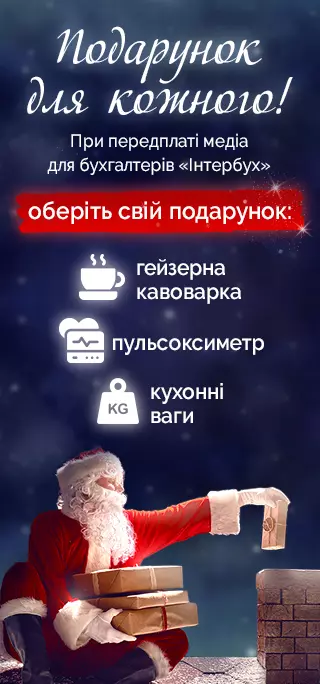 Подарунок
для кожного!
При передплаті медіа
для бухгалтерів «Інтербух»
оберіть свій подарунок:
гейзерна
кавоварка
пульсоксиметр
KG
кухонні
ваги